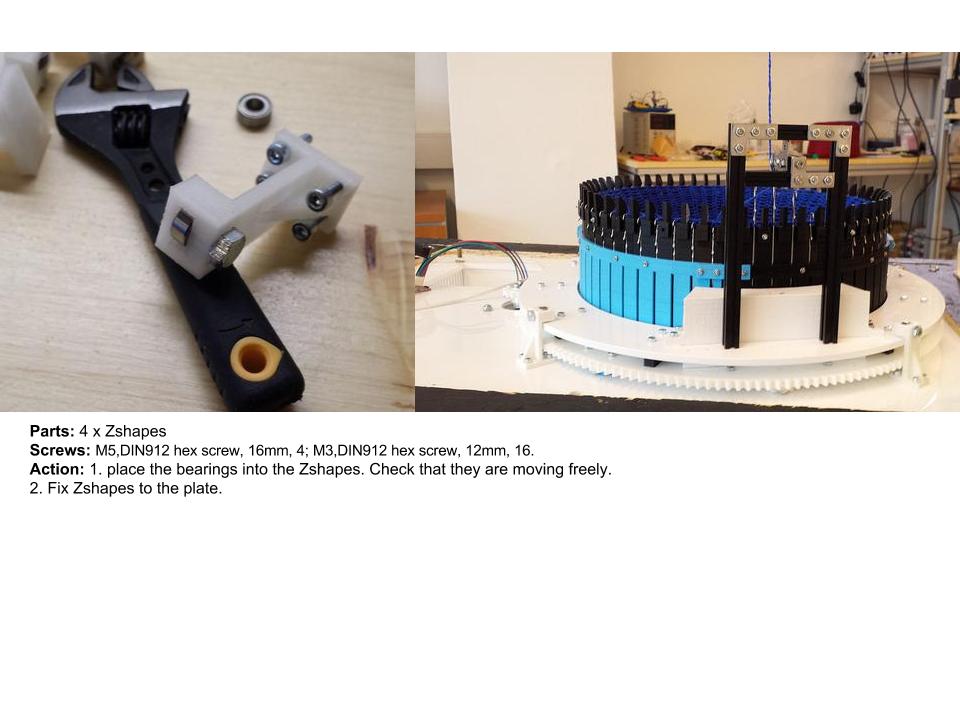 Parts: 4 x Zshapes
Screws: M5,DIN912 hex screw, 16mm, 4; M3,DIN912 hex screw, 12mm, 16.
Action: 1. place the bearings into the Zshapes. Check that they are moving freely.
2. Fix Zshapes to the plate.